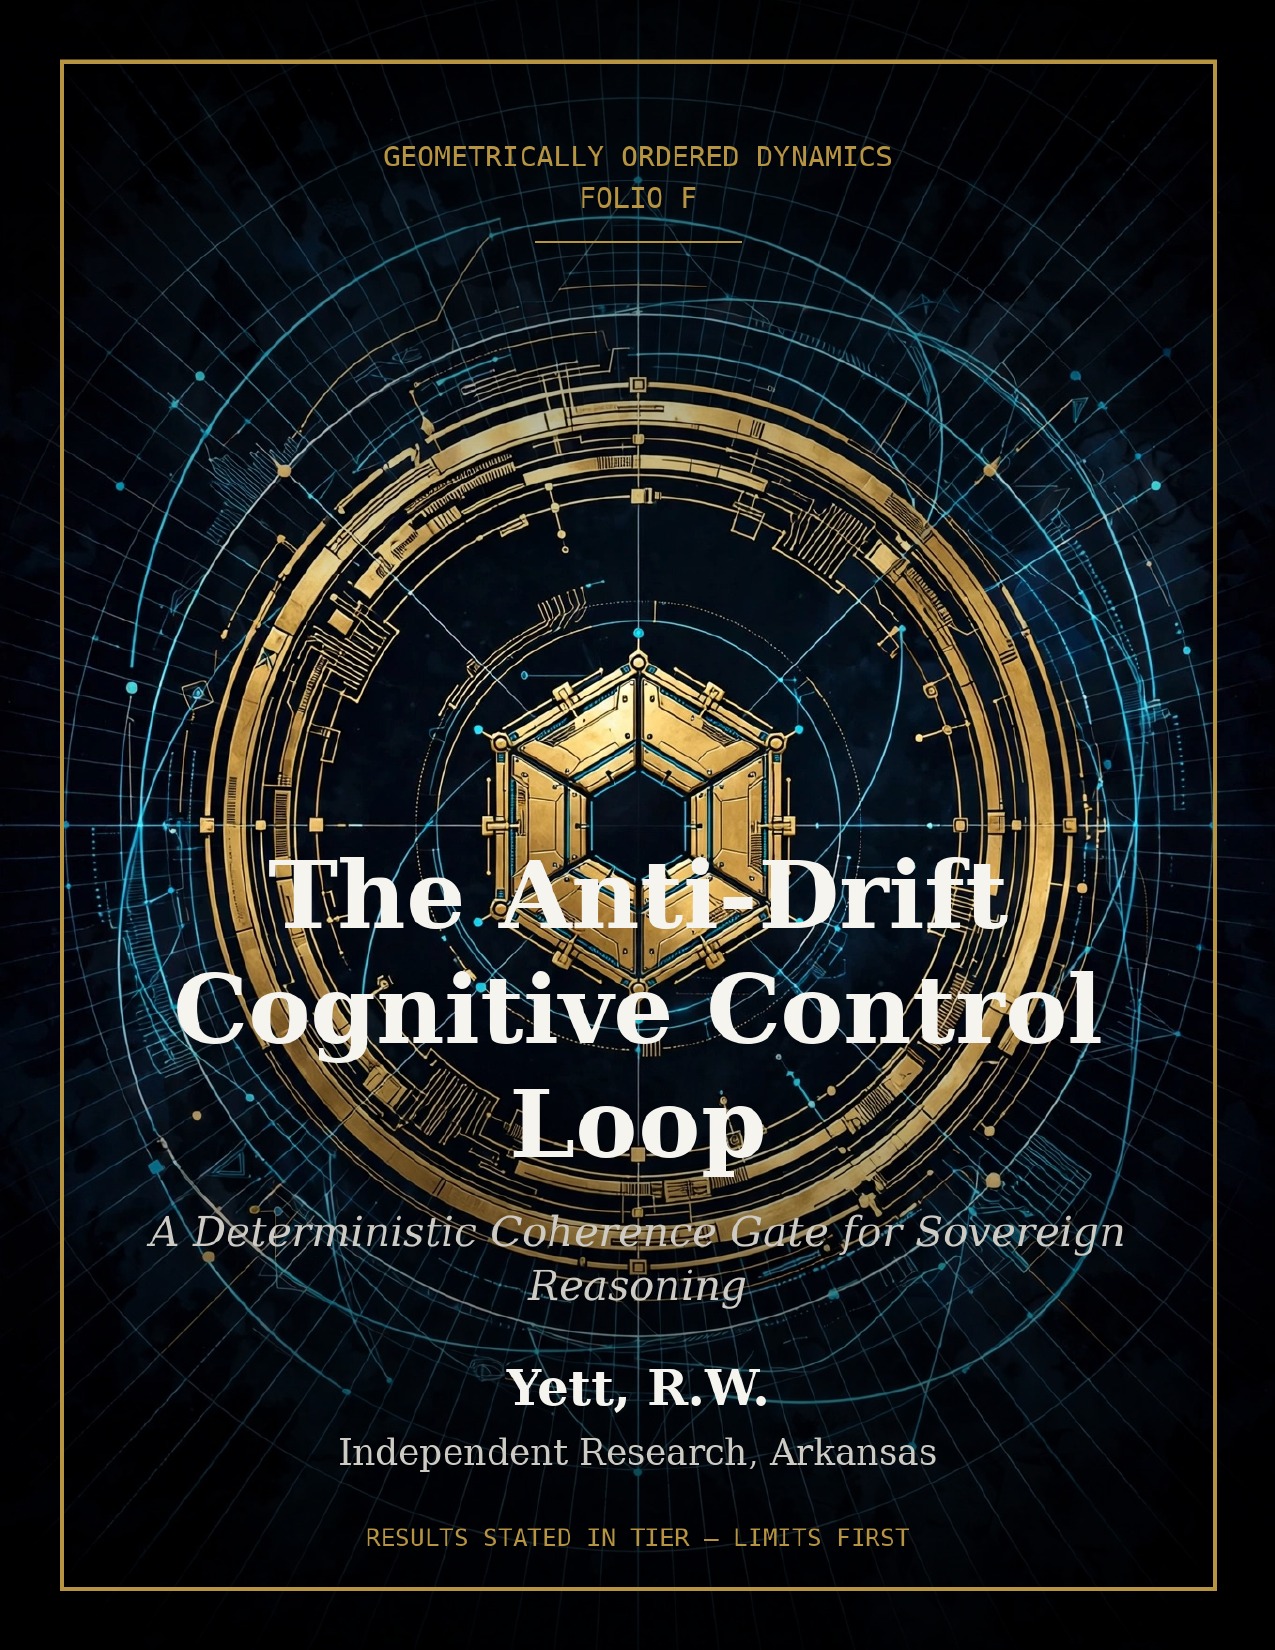 GEOMETRICALLY ORDERED DYNAMICS
FOLIO F
The Anti-Drift
Cognitive Control
Loop
A Deterministic Coherence Gate for Sovereign
Reasoning
Yett, R.W.
Independent Research, Arkansas
RESULTS STATED IN TIER — LIMITS FIRST